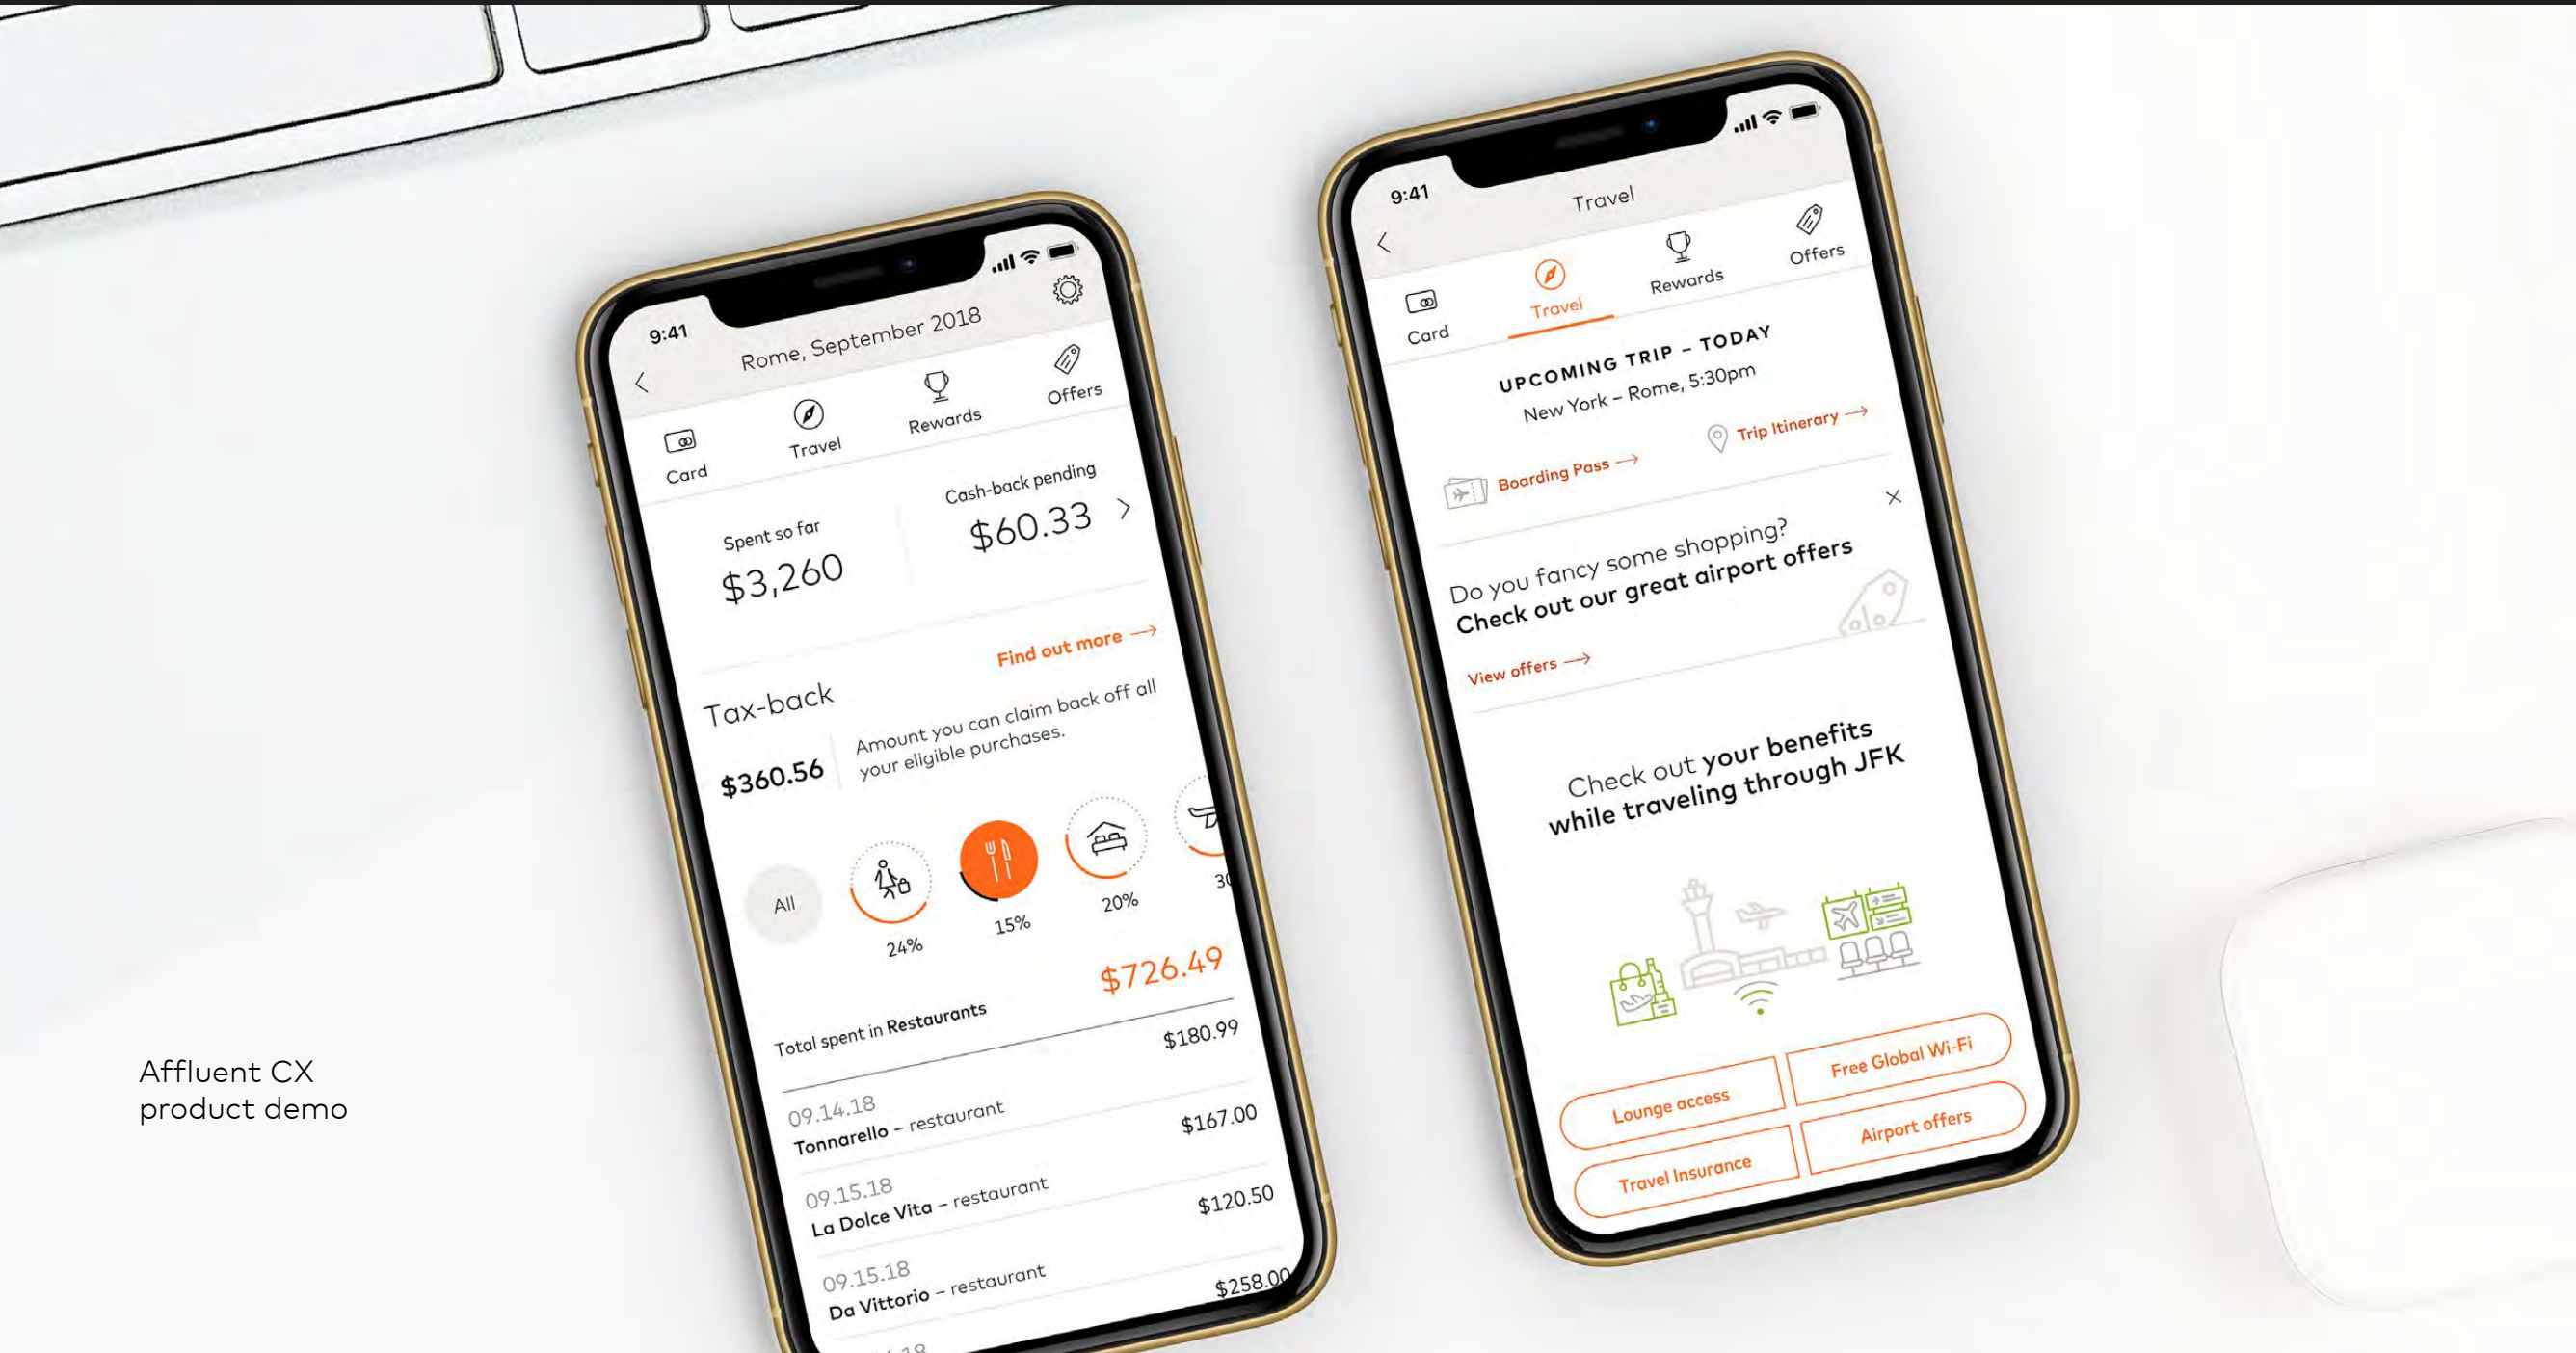 Affluent CX
product demo
9:41
Rome, September 2018
Card
Travel
Rewards
Offers
Spent so far
$3,260
Cash-back pending
$60.33
Find out more
Tax-back
$360.56
Amount you can claim back off all
your eligible purchases.
All
24%
15%
20%
Total spent in Restaurants
$726.49
09.14.18
Tonnarello – restaurant
$180.99
09.15.18
La Dolce Vita – restaurant
$167.00
09.15.18
Da Vittorio – restaurant
$120.50
$258.00
9:41
Travel
Card
Travel
Rewards
Offers
UPCOMING TRIP – TODAY
New York – Rome, 5:30pm
Boarding Pass
Trip Itinerary
Do you fancy some shopping?
Check out our great airport offers
View offers
Check out your benefits
while traveling through JFK
Lounge access
Free Global Wi-Fi
Travel Insurance
Airport offers